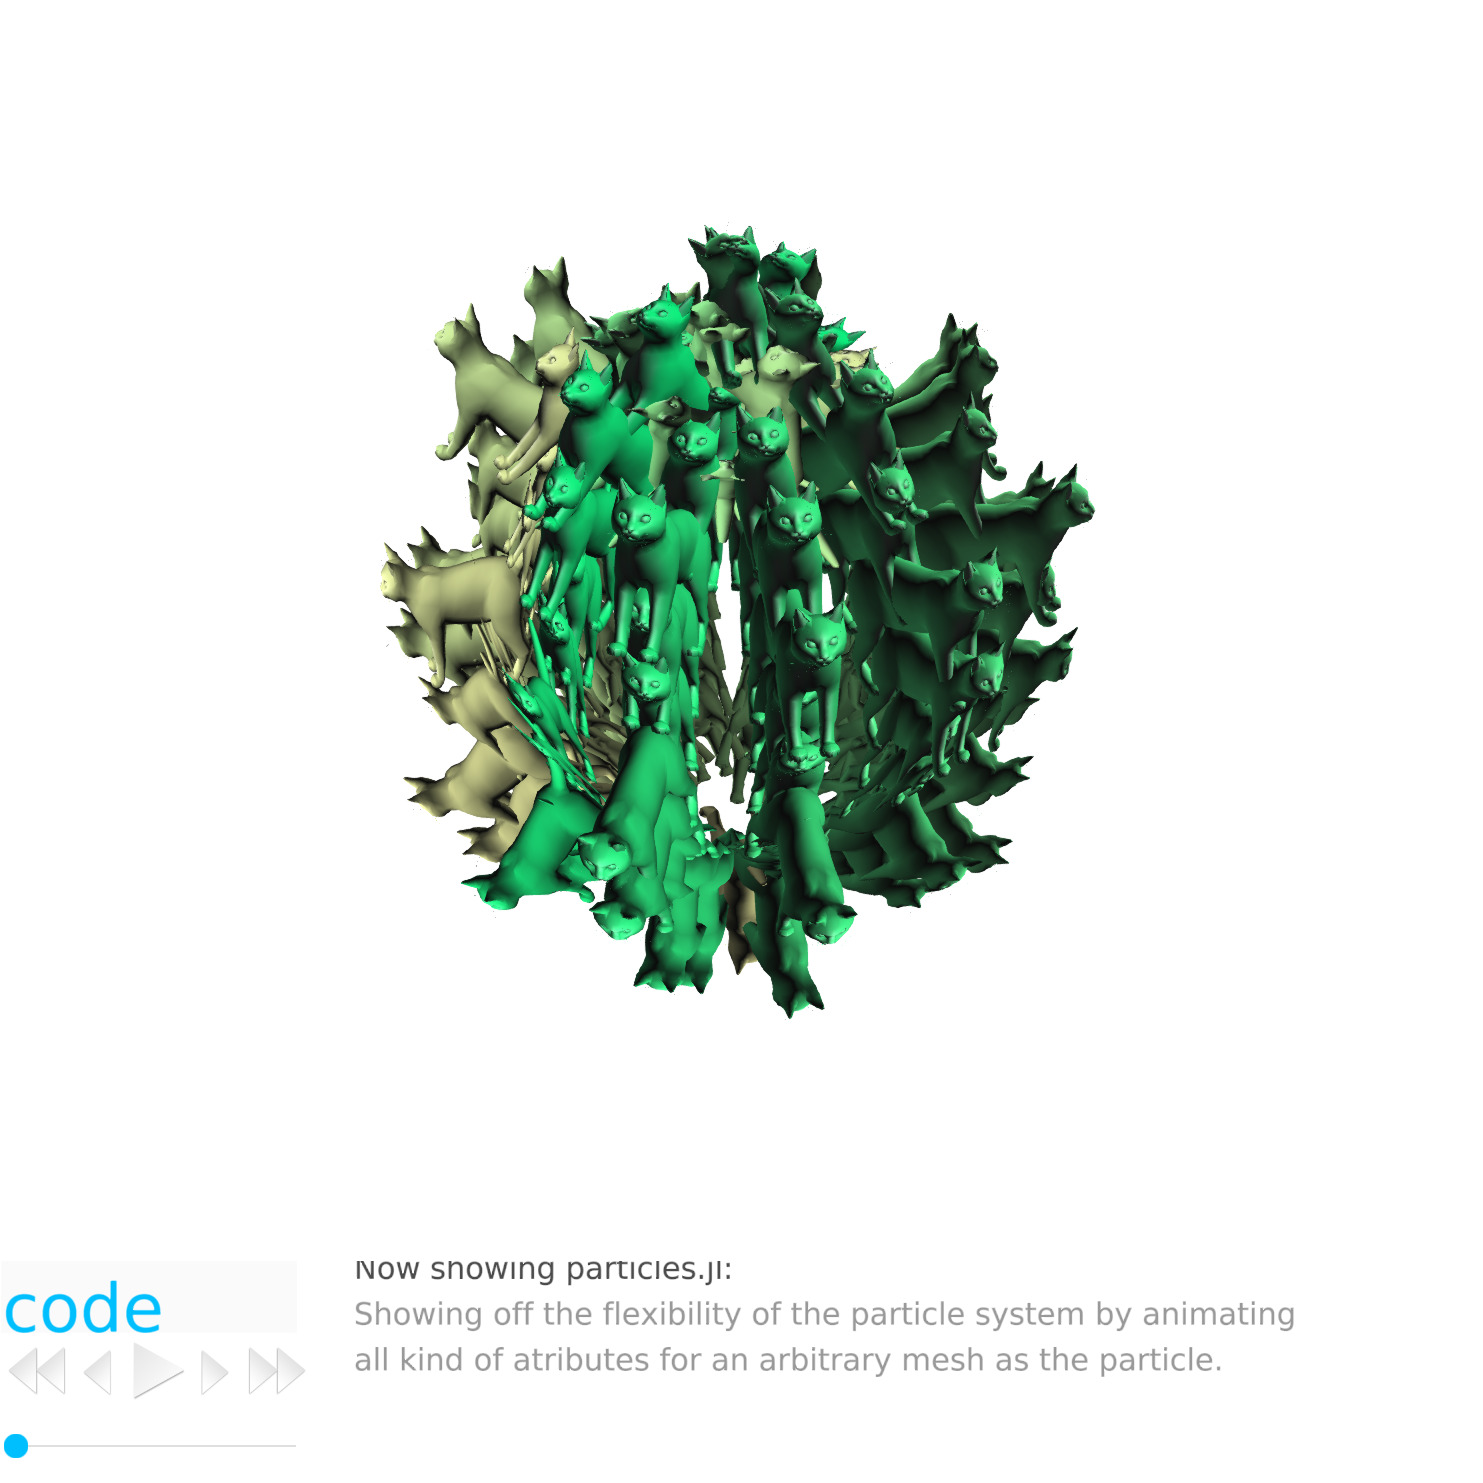 Now showing particles.jl:
code
Showing off the flexibility of the particle system by animating
all kind of atributes for an arbitrary mesh as the particle.